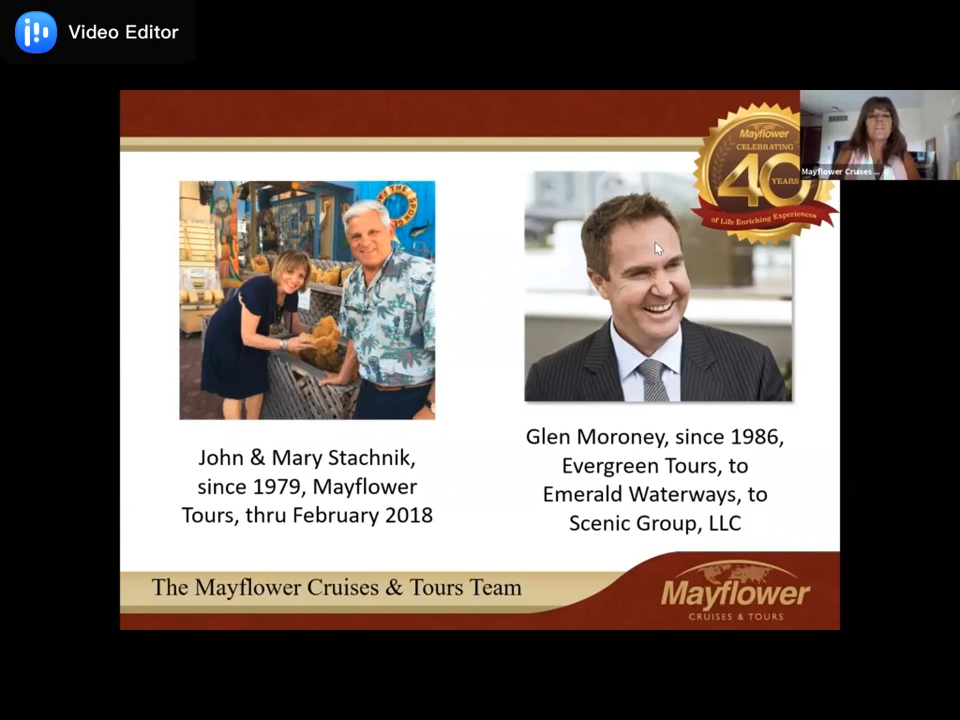 Video Editor
Mayflower
CELEBRATING
40
YEARS
of Life Enriching Experiences
Mayflower Cruises...
John & Mary Stachnik,
since 1979, Mayflower
Tours, thru February 2018
Glen Moroney, since 1986,
Evergreen Tours, to
Emerald Waterways, to
Scenic Group, LLC
The Mayflower Cruises & Tours Team
Mayflower
CRUISES & TOURS